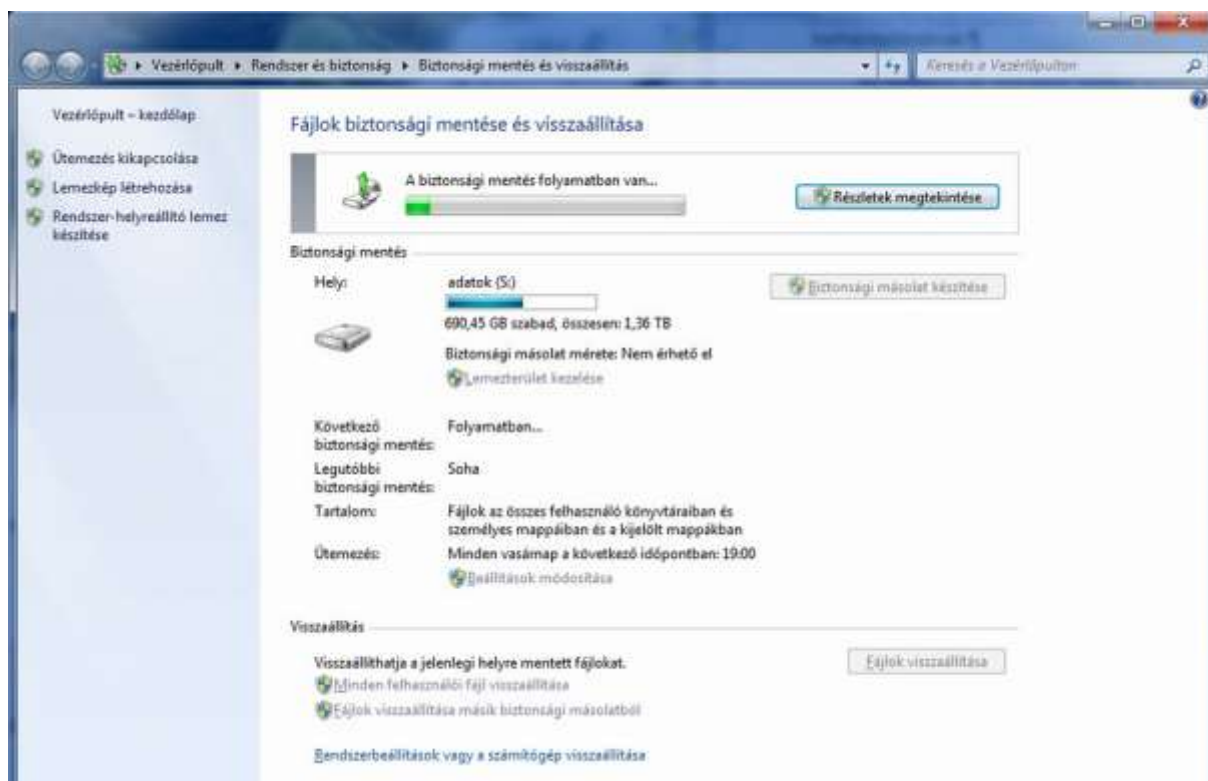 Vezérlőpult ▸ Rendszer és biztonság ▸ Biztonsági mentés és visszaállítás
Keresés a Vezérlőpulton
Vezérlőpult – kezdőlap
Ütemezés kikapcsolása
Lemezkép létrehozása
Rendszer-helyreállító lemez
készítése
Fájlok biztonsági mentése és visszaállítása
A biztonsági mentés folyamatban van...
Részletek megtekintése
Biztonsági mentés
Hely:
adatok (S:)
Biztonsági másolat készítése
690,45 GB szabad, összesen: 1,36 TB
Biztonsági másolat mérete: Nem érhető el
Lemezterület kezelése
Következő
biztonsági mentés:
Folyamatban...
Legutóbbi
biztonsági mentés:
Soha
Tartalom:
Fájlok az összes felhasználó könyvtáraiban és
személyes mappáiban és a kijelölt mappákban
Ütemezés:
Minden vasárnap a következő időpontban: 19:00
Beállítások módosítása
Visszaállítás
Visszaállíthatja a jelenlegi helyre mentett fájlokat.
Fájlok visszaállítása
Minden felhasználói fájl visszaállítása
Fájlok visszaállítása másik biztonsági másolatból
Rendszerbeállítások vagy a számítógép visszaállítása